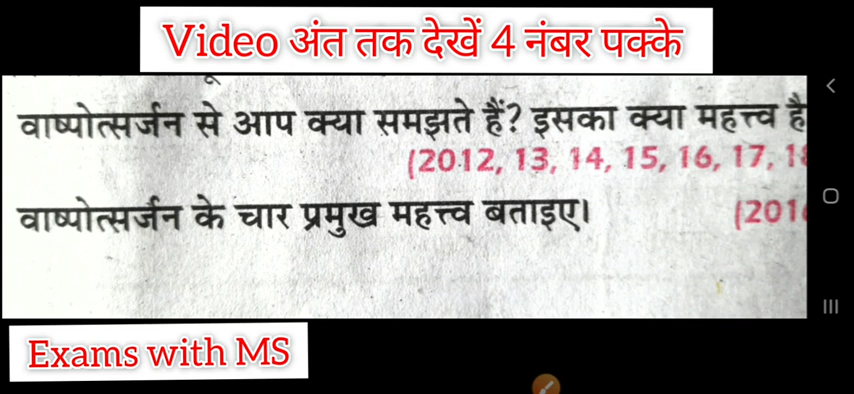 Video अंत तक देखें 4 नंबर पक्के
वाष्पोत्सर्जन से आप क्या समझते हैं? इसका क्या महत्त्व है
(2012, 13, 14, 15, 16, 17,
वाष्पोत्सर्जन के चार प्रमुख महत्त्व बताइए।
Exams with MS